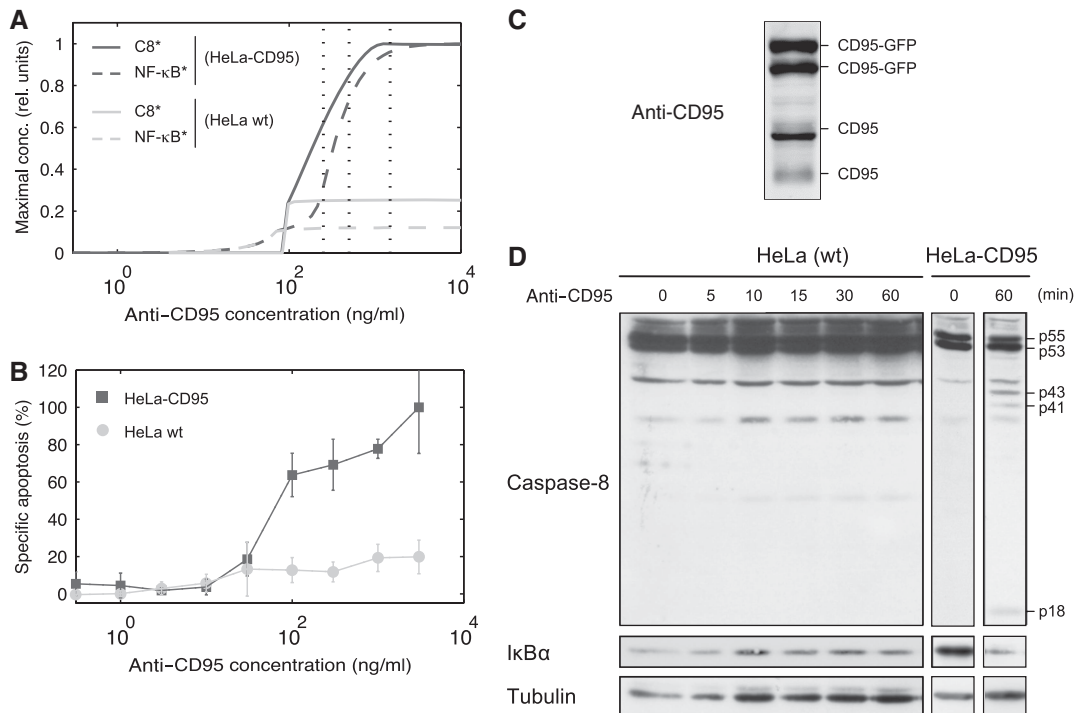 A
Maximal conc. (rel. units)
1
0.8
0.6
0.4
0.2
0
C8*
NF-κB*
(HeLa-CD95)
C8*
NF-κB*
(HeLa wt)
10^0
10^2
10^4
Anti-CD95 concentration (ng/ml)
B
Specific apoptosis (%)
120
100
80
60
40
20
0
HeLa-CD95
HeLa wt
10^0
10^2
10^4
Anti-CD95 concentration (ng/ml)
C
Anti-CD95
CD95-GFP
CD95-GFP
CD95
CD95
D
HeLa (wt)
HeLa-CD95
Anti-CD95 0 5 10 15 30 60 0 60 (min)
Caspase-8
p55
p53
p43
p41
p18
IκBα
Tubulin